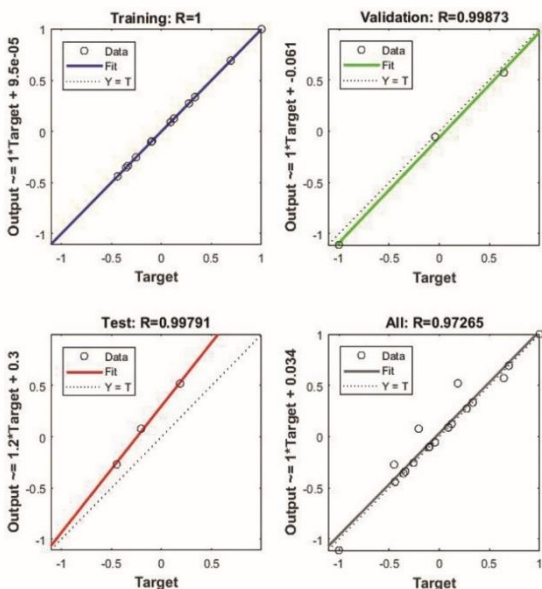 Training: R=1
Output ~= 1*Target + 9.5e-05
Data
Fit
Y = T
1
0.5
0
-0.5
-1
-1 -0.5 0 0.5 1
Target
Validation: R=0.99873
Output ~= 1*Target + -0.061
Data
Fit
Y = T
0.5
0
-0.5
-1
-1 -0.5 0 0.5
Target
Test: R=0.99791
Output ~= 1.2*Target + 0.3
Data
Fit
Y = T
0.5
0
-0.5
-1
-1 -0.5 0 0.5
Target
All: R=0.97265
Output ~= 1*Target + 0.034
Data
Fit
Y = T
1
0.5
0
-0.5
-1
-1 -0.5 0 0.5 1
Target